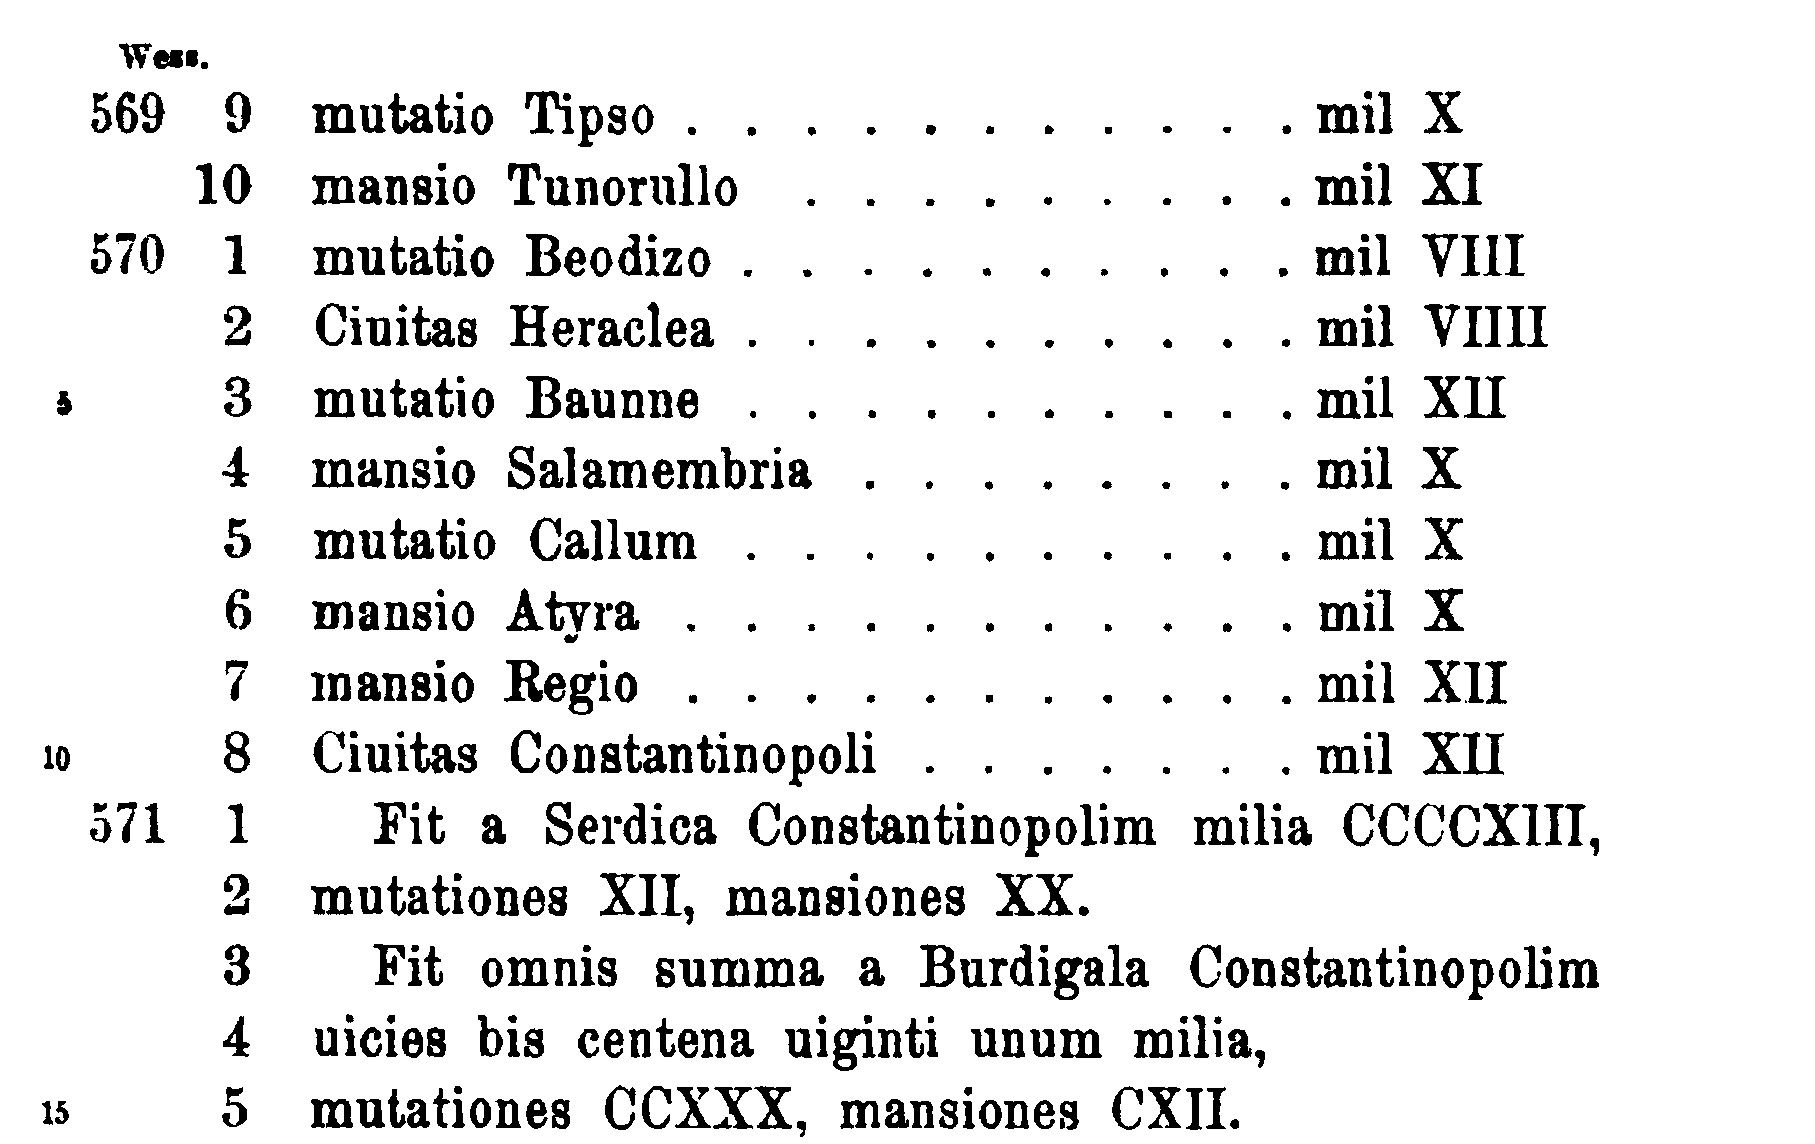 Wess.
569 9 mutatio Tipso . . . . . . . . . . . mil X
10 mansio Tunorullo . . . . . . . . . mil XI
570 1 mutatio Beodizo . . . . . . . . . . mil VIII
2 Ciuitas Heraclea . . . . . . . . . . mil VIIII
5 3 mutatio Baunne . . . . . . . . . . mil XII
4 mansio Salamembria . . . . . . . . mil X
5 mutatio Callum . . . . . . . . . . mil X
6 mansio Atyra . . . . . . . . . . . mil X
7 mansio Regio . . . . . . . . . . . mil XII
10 8 Ciuitas Constantinopoli . . . . . . . mil XII
571 1 Fit a Serdica Constantinopolim milia CCCCXIII,
2 mutationes XII, mansiones XX.
3 Fit omnis summa a Burdigala Constantinopolim
4 uicies bis centena uiginti unum milia,
15 5 mutationes CCXXX, mansiones CXII.